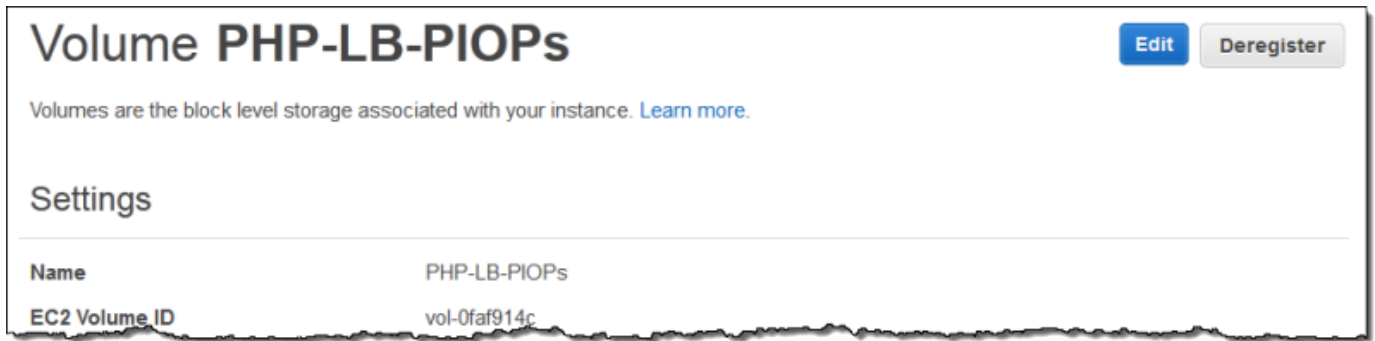 Volume PHP-LB-PIOPs
Edit
Deregister
Volumes are the block level storage associated with your instance. Learn more.
Settings
Name PHP-LB-PIOPs
EC2 Volume ID vol-0faf914c